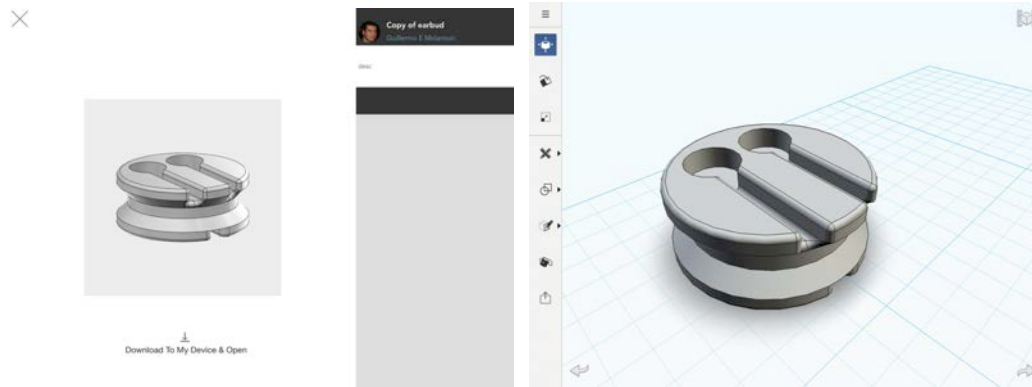 Copy of earbud
Guillermo E Melantoni
desc
Download To My Device & Open